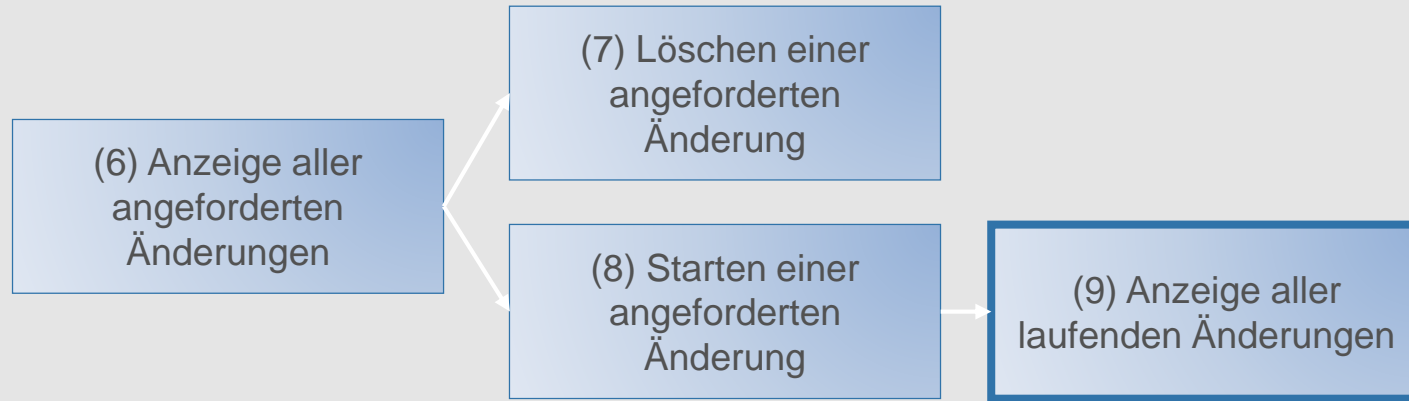 (6) Anzeige aller
angeforderten
Änderungen
(7) Löschen einer
angeforderten
Änderung
(8) Starten einer
angeforderten
Änderung
(9) Anzeige aller
laufenden Änderungen